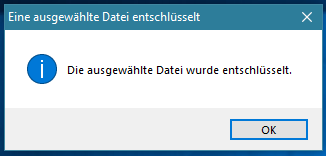 Eine ausgewählte Datei entschlüsselt
Die ausgewählte Datei wurde entschlüsselt.
OK